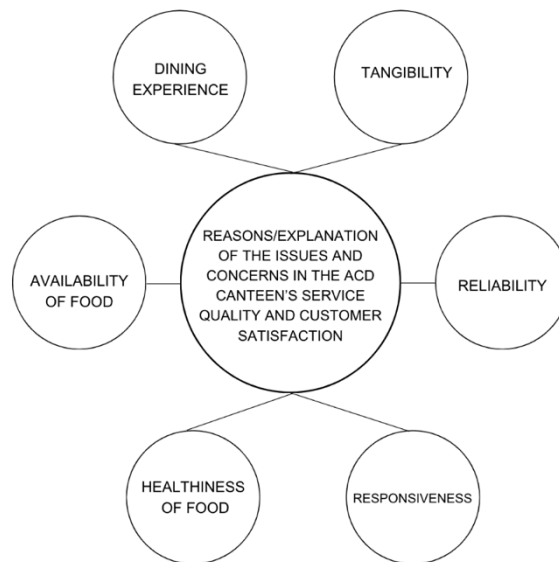 DINING
EXPERIENCE
TANGIBILITY
REASONS/EXPLANATION
OF THE ISSUES AND
CONCERNS IN THE ACD
CANTEEN'S SERVICE
QUALITY AND CUSTOMER
SATISFACTION
AVAILABILITY
OF FOOD
RELIABILITY
HEALTHINESS
OF FOOD
RESPONSIVENESS